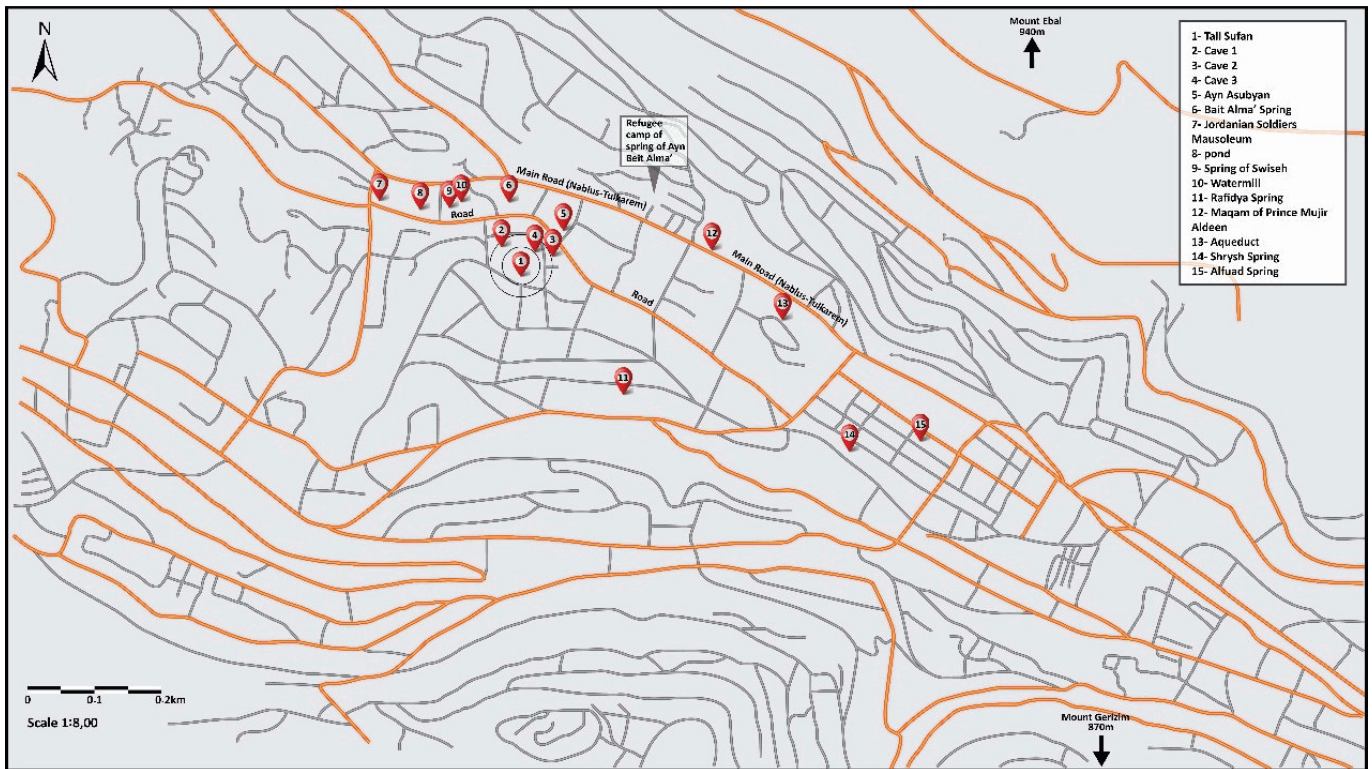 N
Mount Ebal
940m
1- Tall Sufan
2- Cave 1
3- Cave 2
4- Cave 3
5- Ayn Asubyan
6- Bait Alma' Spring
7- Jordanian Soldiers
Mausoleum
8- pond
9- Spring of Swiseh
10- Watermill
11- Rafidya Spring
12- Maqam of Prince Mujir
Aldeen
13- Aqueduct
14- Shrysh Spring
15- Alfuad Spring
Refugee
camp of
spring of Ayn
Beit Alma'
Main Road (Nablus-Tulkarem)
7
8
9
10
6
Road
5
2
4
3
12
1
Main Road (Nablus-Tulkarem)
Road
13
11
14
15
0 0.1 0.2km
Scale 1:8,00
Mount Gerizim
870m